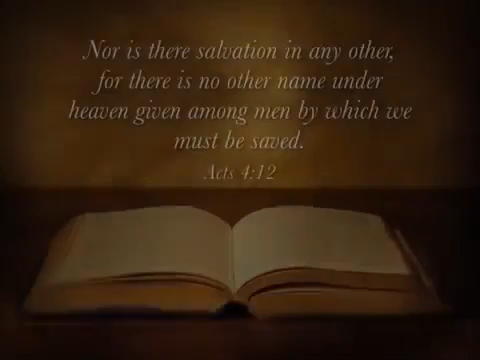 Nor is there salvation in any other,
for there is no other name under
heaven given among men by which we
must be saved.
Acts 4:12